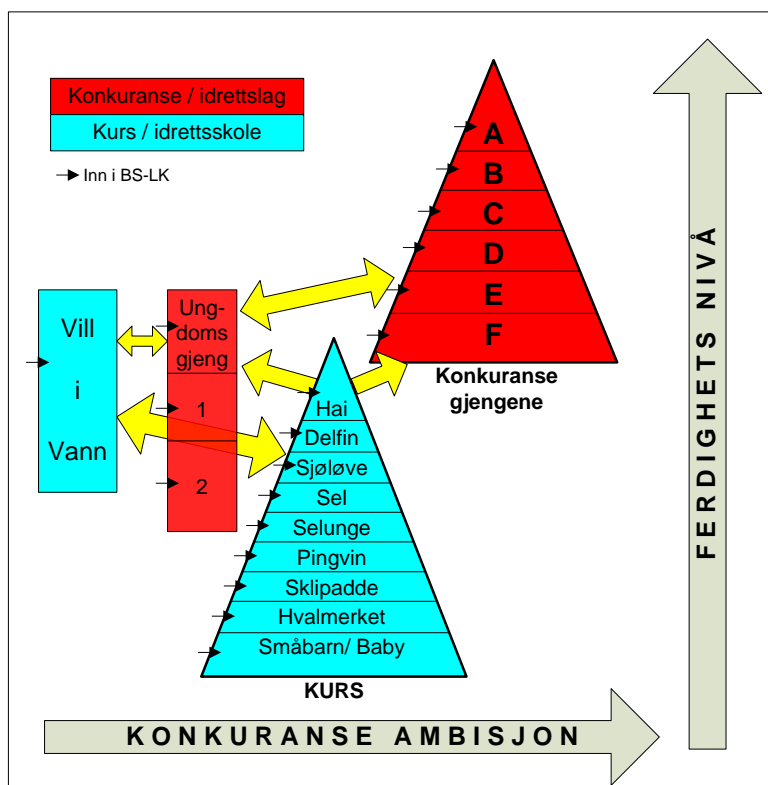 Konkuranse / idrettslag
Kurs / idrettsskole
Inn i BS-LK
A
B
C
D
E
F
Konkuranse
gjengene
Vill
i
Vann
Ung-
doms
gjeng
1
2
Hai
Delfin
Sjøløve
Sel
Selunge
Pingvin
Sklipadde
Hvalmerket
Småbarn/ Baby
KURS
KONKURANSE AMBISJON
FERDIGHETS NIVÅ